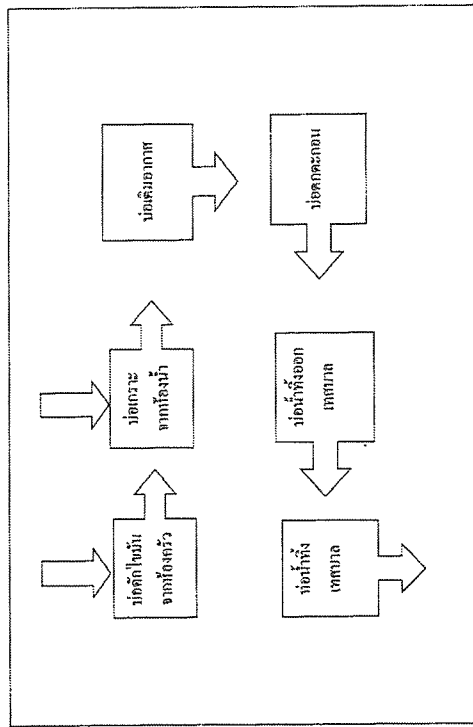 บ่อดักไขมัน
จากห้องครัว
บ่อเกราะ
จากห้องน้ำ
บ่อเติมอากาศ
บ่อตกตะกอน
บ่อน้ำทิ้งออก
เทศบาล
ท่อน้ำทิ้ง
เทศบาล